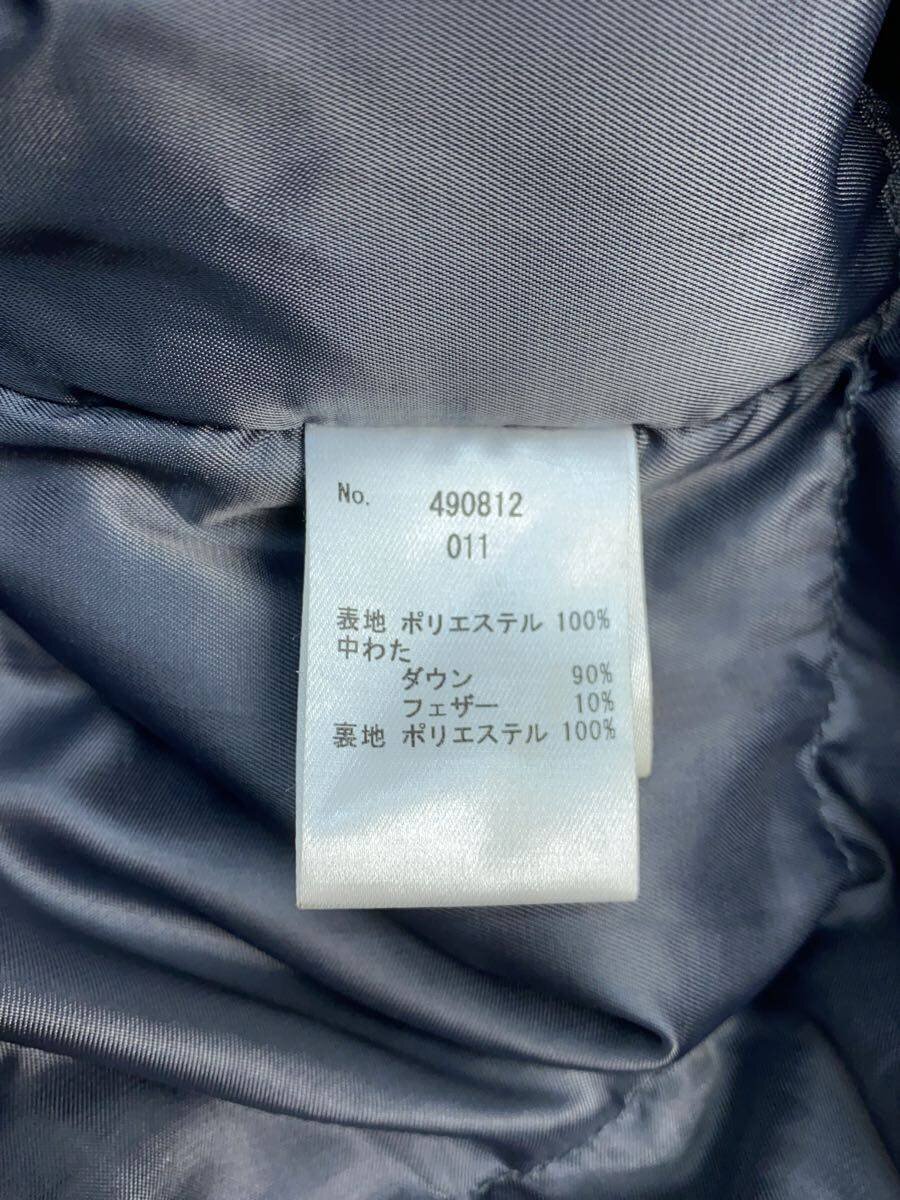 No. 490812
011
表地 ポリエステル 100%
中わた
ダウン 90%
フェザー 10%
裏地 ポリエステル 100%